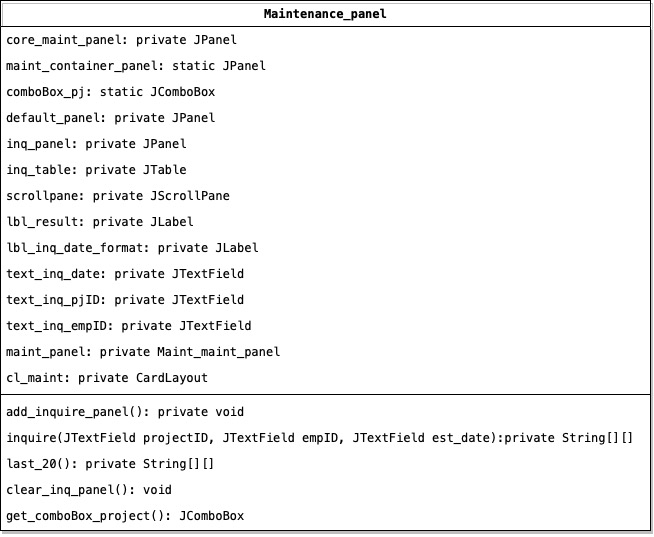 Maintenance_panel
core_maint_panel: private JPanel
maint_container_panel: static JPanel
comboBox_pj: static JComboBox
default_panel: private JPanel
inq_panel: private JPanel
inq_table: private JTable
scrollpane: private JScrollPane
lbl_result: private JLabel
lbl_inq_date_format: private JLabel
text_inq_date: private JTextField
text_inq_pjID: private JTextField
text_inq_empID: private JTextField
maint_panel: private Maint_maint_panel
cl_maint: private CardLayout
add_inquire_panel(): private void
inquire(JTextField projectID, JTextField empID, JTextField est_date):private String[][]
last_20(): private String[][]
clear_inq_panel(): void
get_comboBox_project(): JComboBox